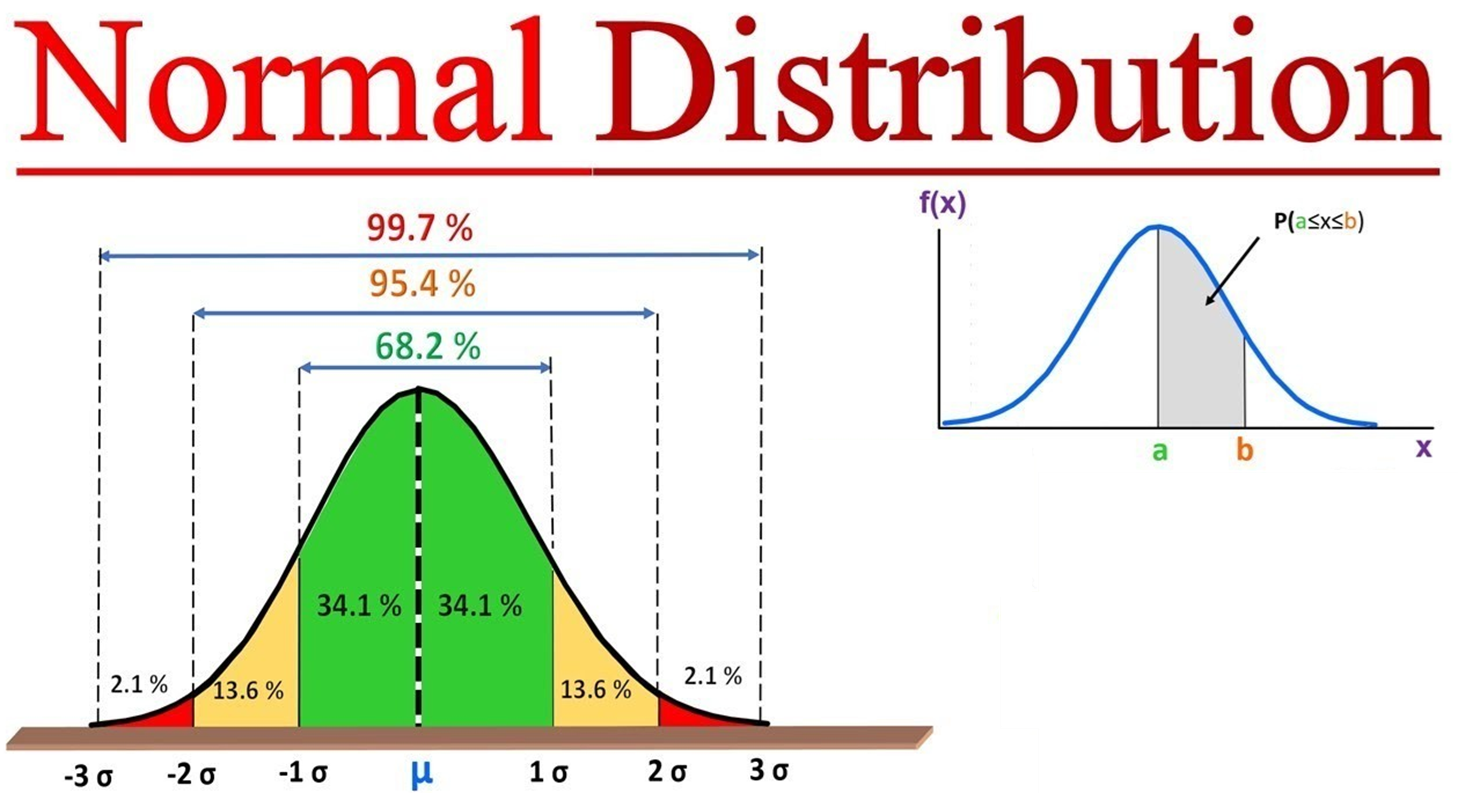 Normal Distribution
99.7 %
95.4 %
68.2 %
34.1 % 34.1 %
2.1 % 13.6 % 13.6 % 2.1 %
-3 σ -2 σ -1 σ μ 1 σ 2 σ 3 σ
f(x)
P(a≤x≤b)
a b x